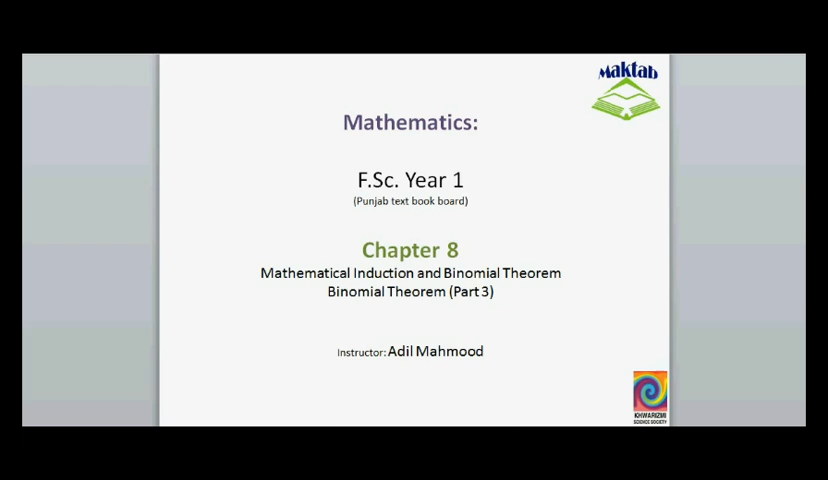 Maktab
Mathematics:
F.Sc. Year 1
(Punjab text book board)
Chapter 8
Mathematical Induction and Binomial Theorem
Binomial Theorem (Part 3)
Instructor: Adil Mahmood
KHWARIZMI
SCIENCE SOCIETY